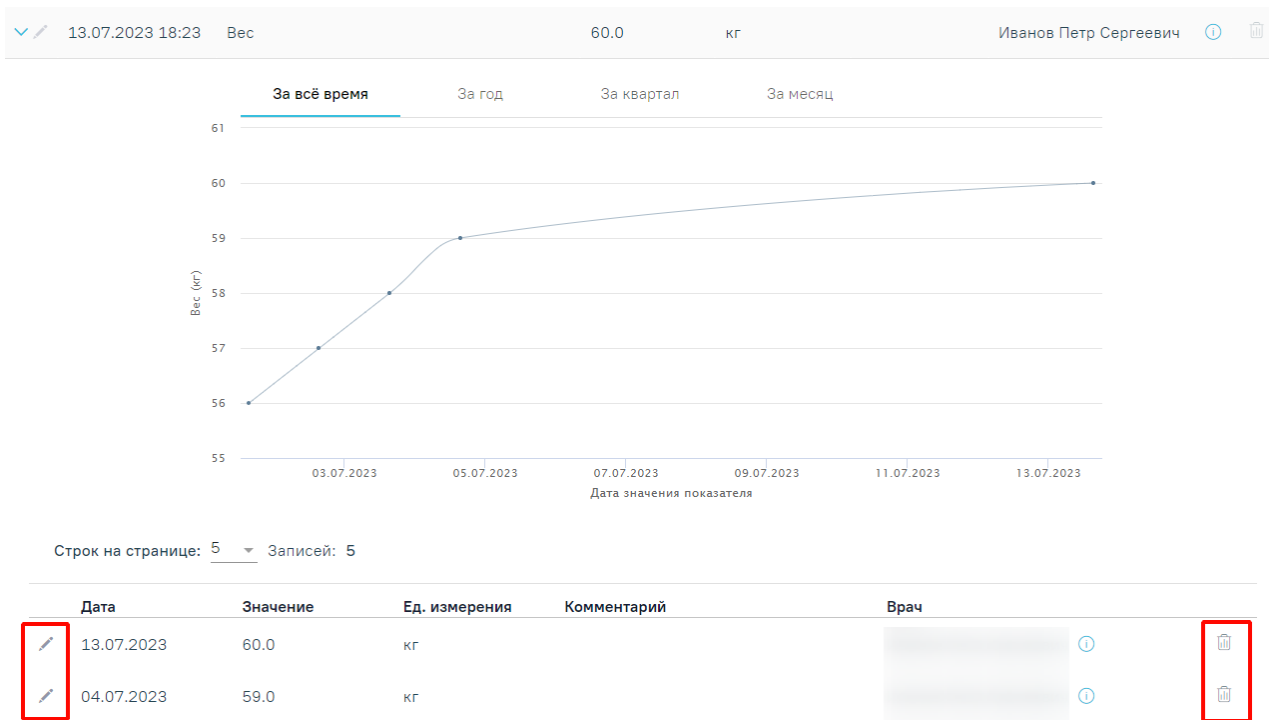 13.07.2023 18:23 Вес 60.0 кг Иванов Петр Сергеевич
За всё время За год За квартал За месяц
61
60
59
58
57
56
55
Вес (кг)
03.07.2023 05.07.2023 07.07.2023 09.07.2023 11.07.2023 13.07.2023
Дата значения показателя
Строк на странице: 5 Записей: 5
Дата Значение Ед. измерения Комментарий Врач
13.07.2023 60.0 кг
04.07.2023 59.0 кг